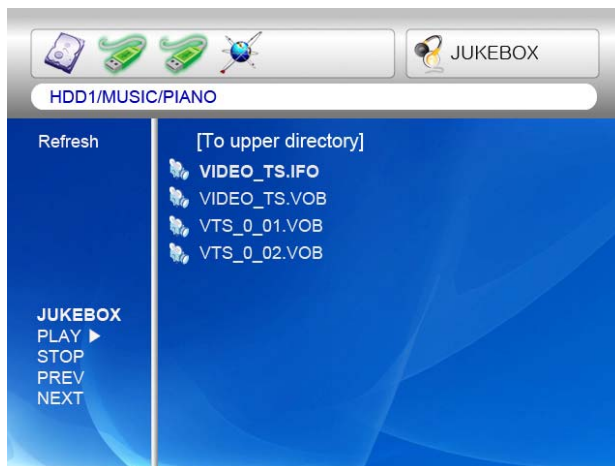 JUKEBOX
HDD1/MUSIC/PIANO
Refresh
[To upper directory]
VIDEO_TS.IFO
VIDEO_TS.VOB
VTS_0_01.VOB
VTS_0_02.VOB
JUKEBOX
PLAY ▶
STOP
PREV
NEXT